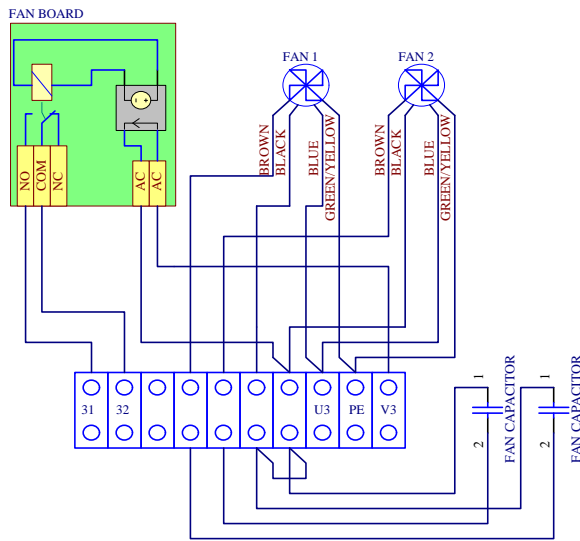 FAN BOARD
FAN 1
FAN 2
BROWN
BLACK
BLUE
GREEN/YELLOW
BROWN
BLACK
BLUE
GREEN/YELLOW
NO
COM
NC
AC
AC
31
32
U3
PE
V3
1
2
FAN CAPACITOR
1
2
FAN CAPACITOR